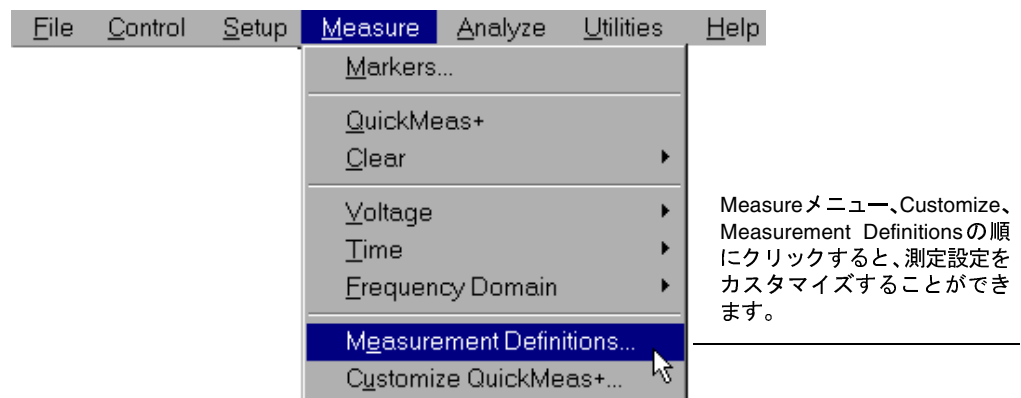 File Control Setup Measure Analyze Utilities Help
Markers...
QuickMeas+
Clear
Voltage
Time
Frequency Domain
Measurement Definitions...
Customize QuickMeas+...
Measureメニュー、Customize、
Measurement Definitionsの順
にクリックすると、測定設定を
カスタマイズすることができ
ます。